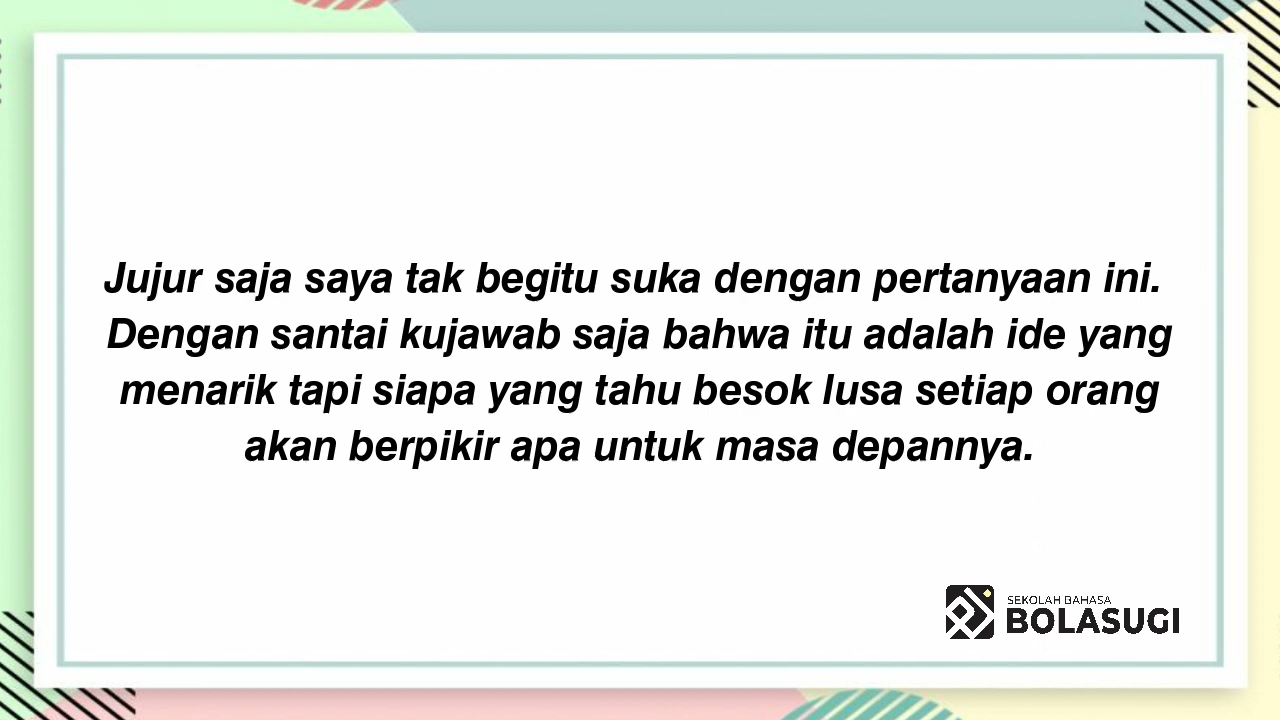 Jujur saja saya tak begitu suka dengan pertanyaan ini.
Dengan santai kujawab saja bahwa itu adalah ide yang
menarik tapi siapa yang tahu besok lusa setiap orang
akan berpikir apa untuk masa depannya.
SEKOLAH BAHASA
BOLASUGI